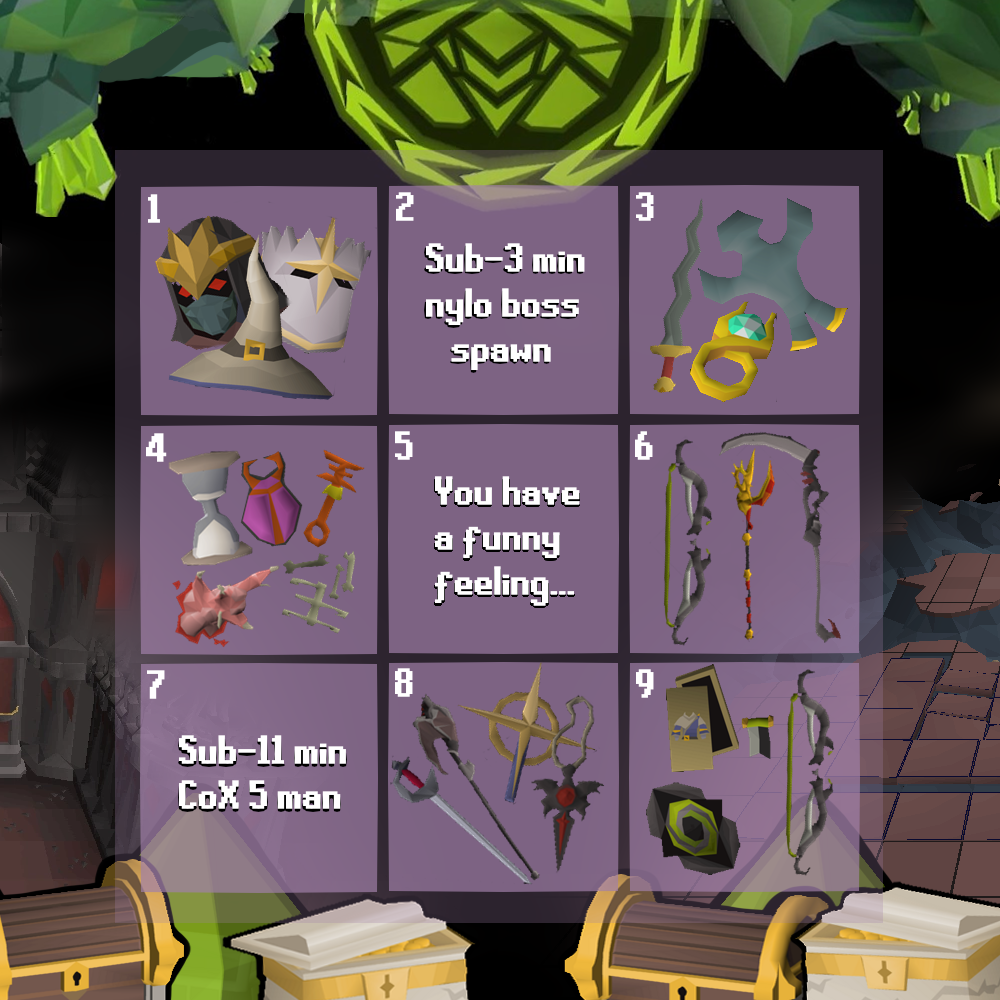 1
2
Sub-3 min
nylo boss
spawn
3
4
5
You have
a funny
feeling...
6
7
Sub-11 min
CoX 5 man
8
9